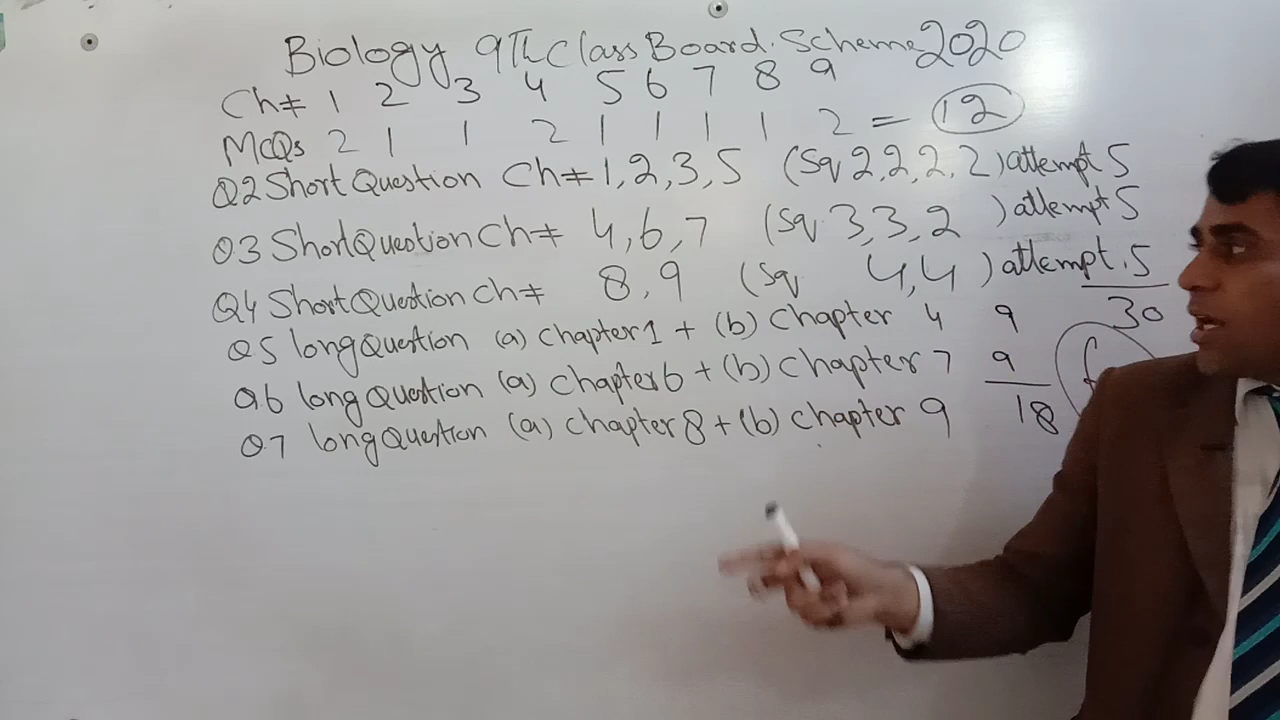 Biology 9Th Class Board. Scheme 2020
Ch# 1 2 3 4 5 6 7 8 9
MCQs 2 1 1 2 1 1 1 1 2 = 12
Q2 Short Question Ch# 1, 2, 3, 5 (Sq 2, 2, 2, 2) attempt 5
Q3 Short Question Ch# 4, 6, 7 (Sq. 3, 3, 2 ) attempt 5
Q4 Short Question Ch# 8, 9 (Sq 4, 4 ) attempt. 5
30
Q5 long Question (a) Chapter 1 + (b) Chapter 4 9
Q6 long Question (a) Chapter 6 + (b) Chapter 7 9
18
Q7 long Question (a) Chapter 8 + (b) Chapter 9